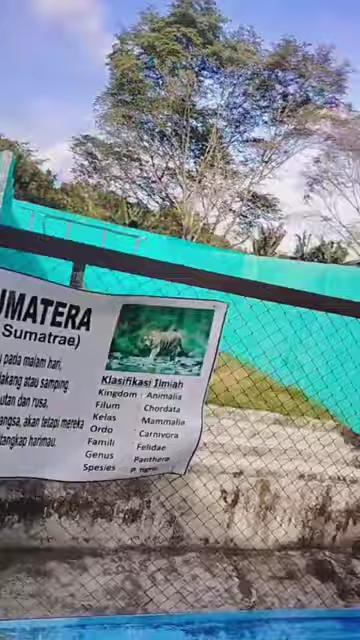 UMATERA
Sumatrae)
pada malam hari,
akang atau samping
utan dan rusa,
angsa, akan tetapi mereka
tangkap harimau.
Klasifikasi Ilmiah
Kingdom : Animalia
Filum : Chordata
Kelas : Mammalia
Ordo : Carnivora
Famili : Felidae
Genus : Panthera
Spesies : P.